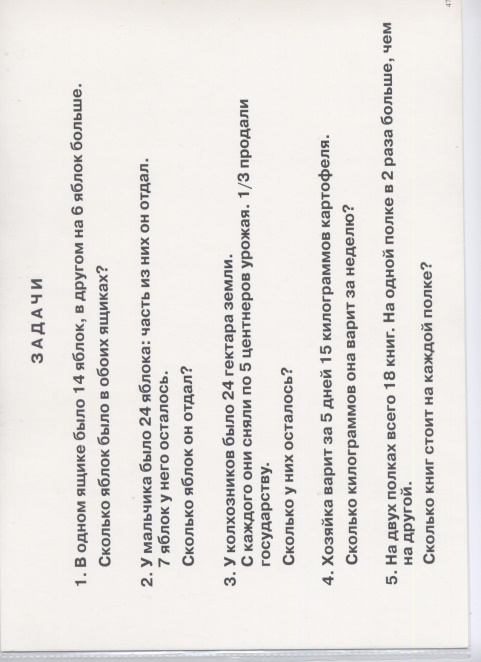 ЗАДАЧИ
1. В одном ящике было 14 яблок, в другом на 6 яблок больше.
Сколько яблок было в обоих ящиках?
2. У мальчика было 24 яблока: часть из них он отдал.
7 яблок у него осталось.
Сколько яблок он отдал?
3. У колхозников было 24 гектара земли.
С каждого они сняли по 5 центнеров урожая. 1/3 продали
государству.
Сколько у них осталось?
4. Хозяйка варит за 5 дней 15 килограммов картофеля.
Сколько килограммов она варит за неделю?
5. На двух полках всего 18 книг. На одной полке в 2 раза больше, чем
на другой.
Сколько книг стоит на каждой полке?